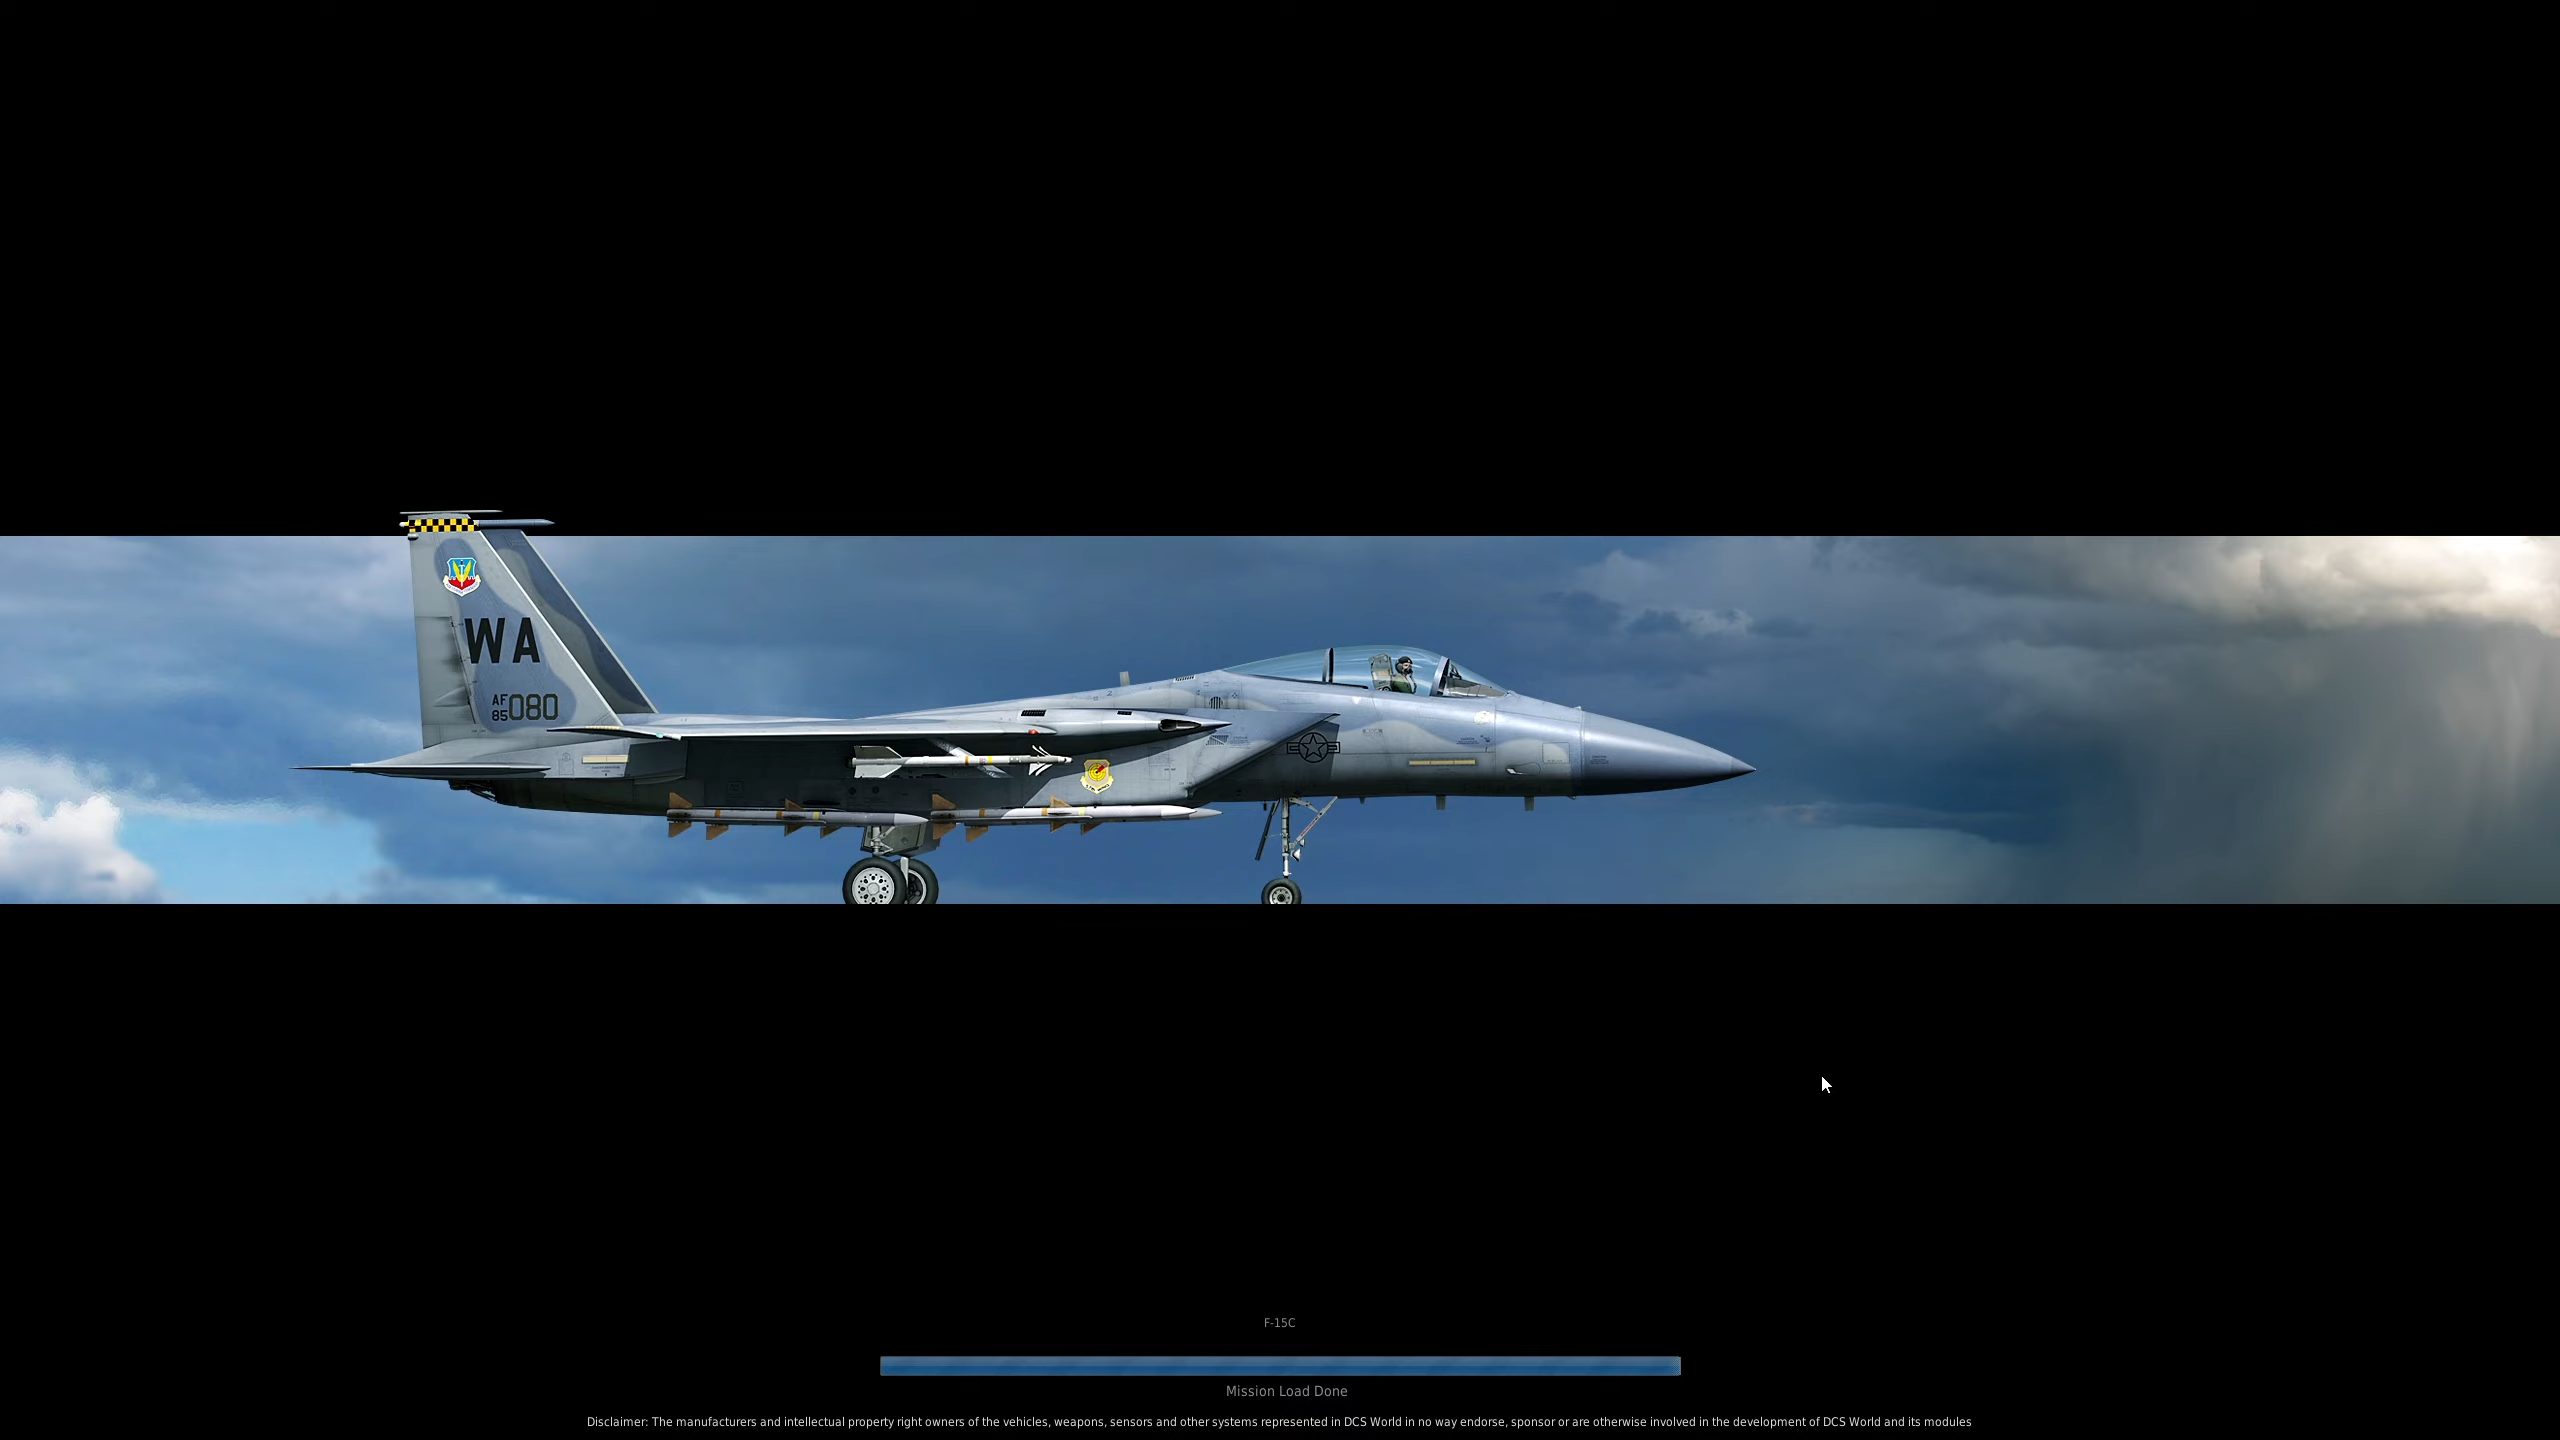 WA
AF
85080
F-15C
Mission Load Done
Disclaimer: The manufacturers and intellectual property right owners of the vehicles, weapons, sensors and other systems represented in DCS World in no way endorse, sponsor or are otherwise involved in the development of DCS World and its modules